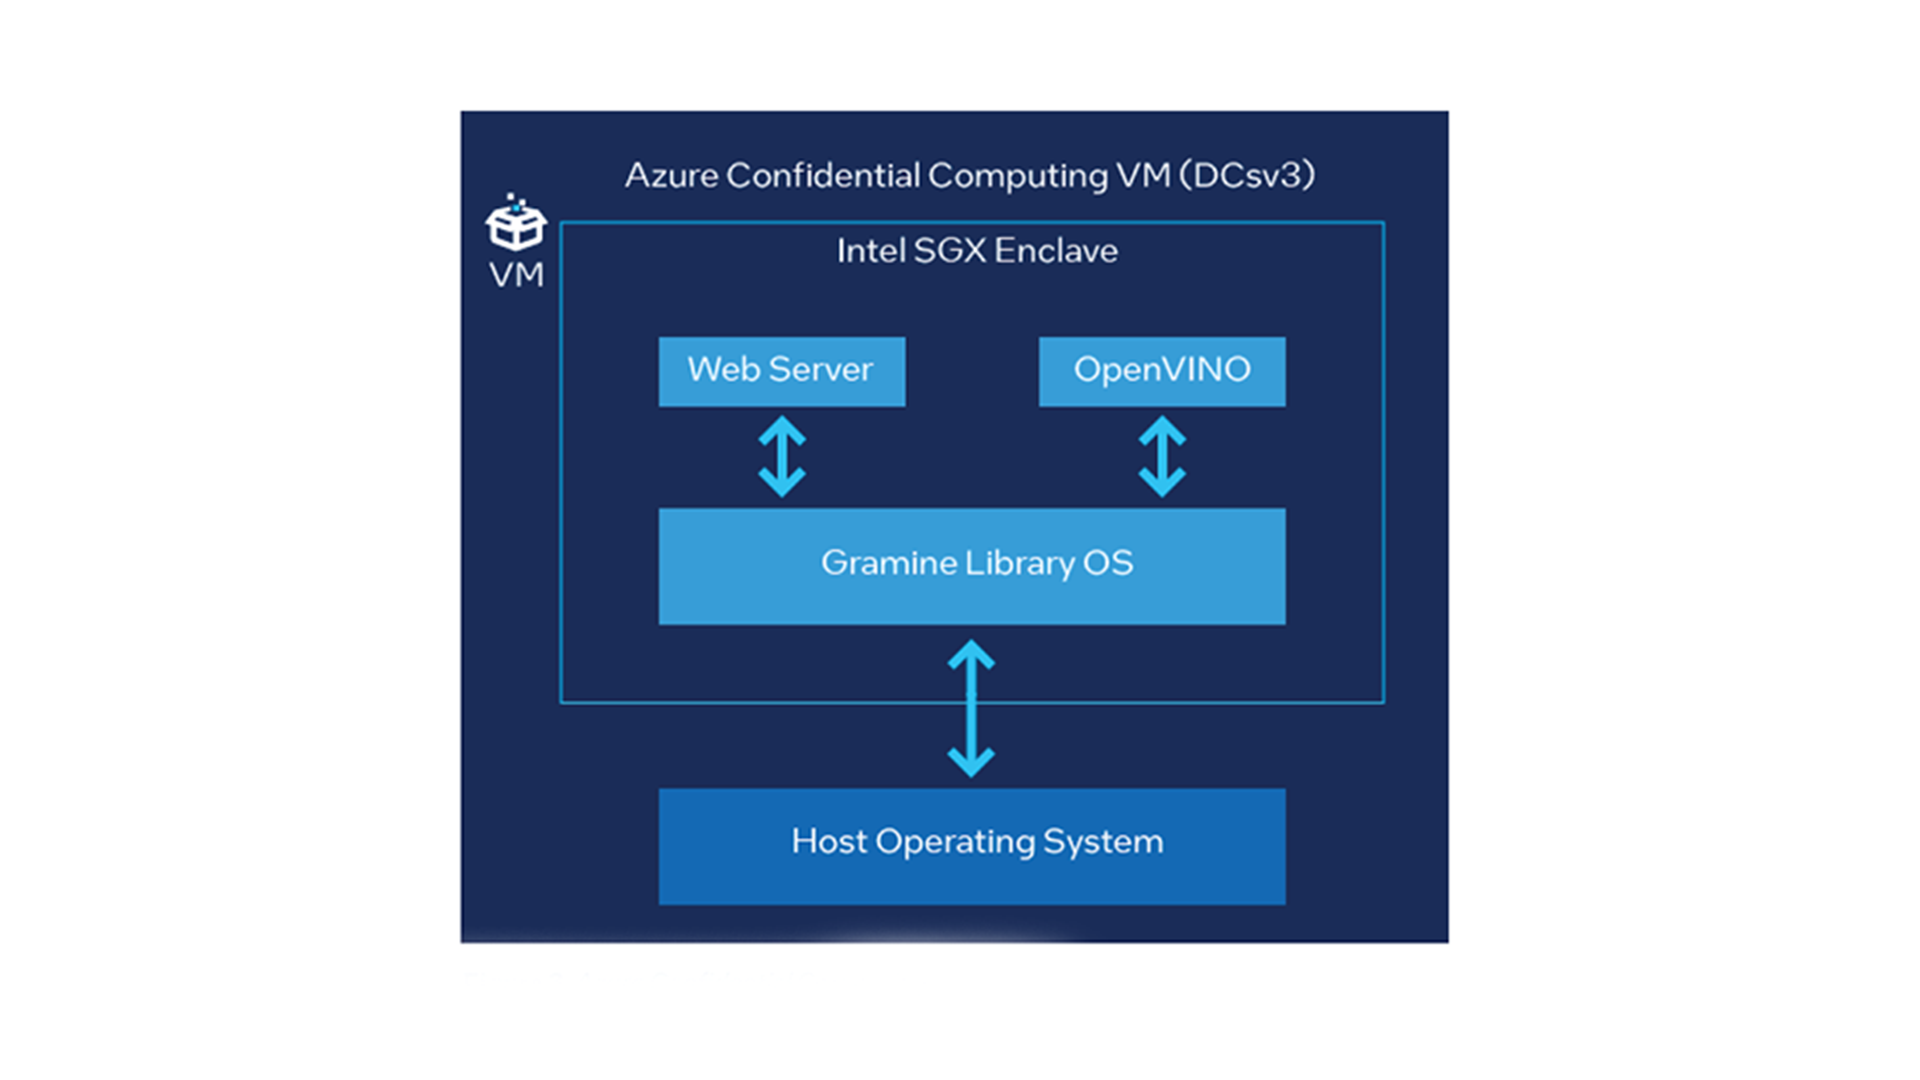 Azure Confidential Computing VM (DCsv3)
VM
Intel SGX Enclave
Web Server
OpenVINO
Gramine Library OS
Host Operating System